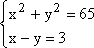 x² + y² = 65
x − y = 3